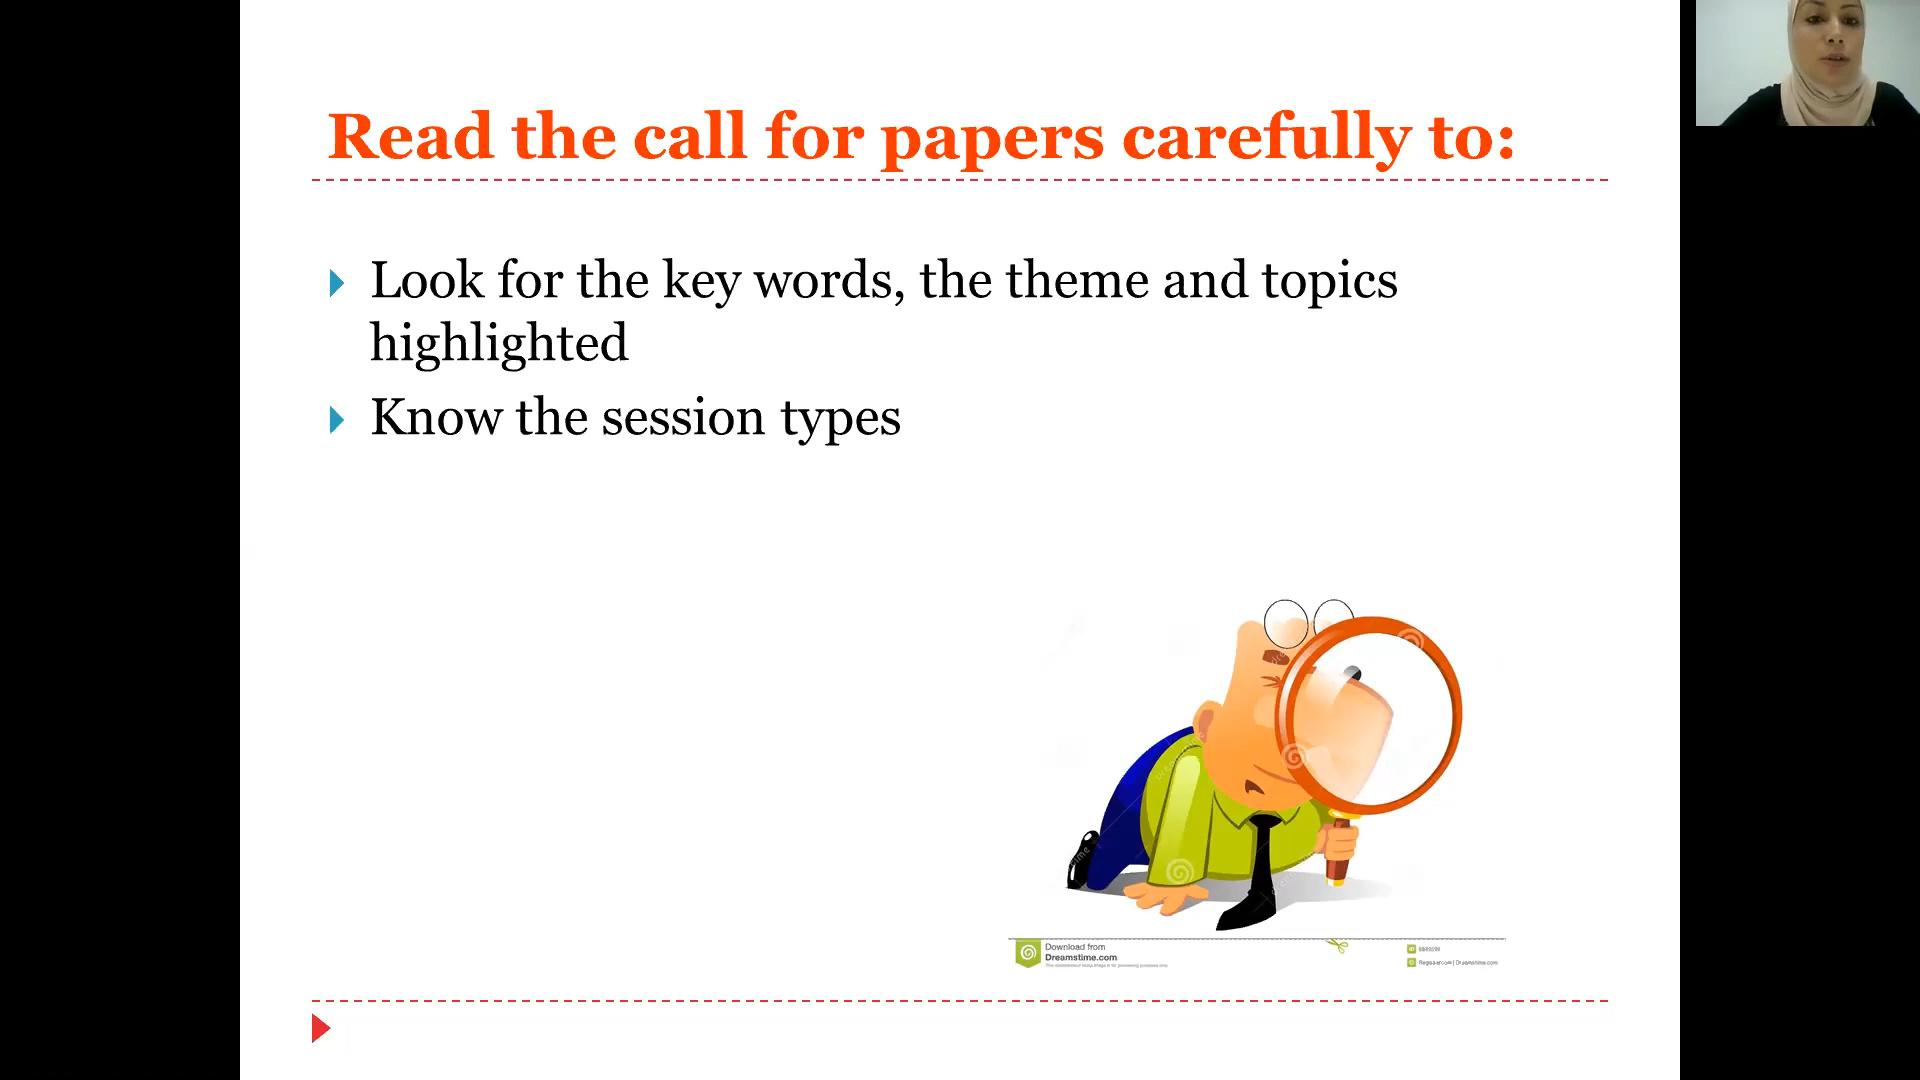 Read the call for papers carefully to:
Look for the key words, the theme and topics
highlighted
Know the session types
Download from
Dreamstime.com